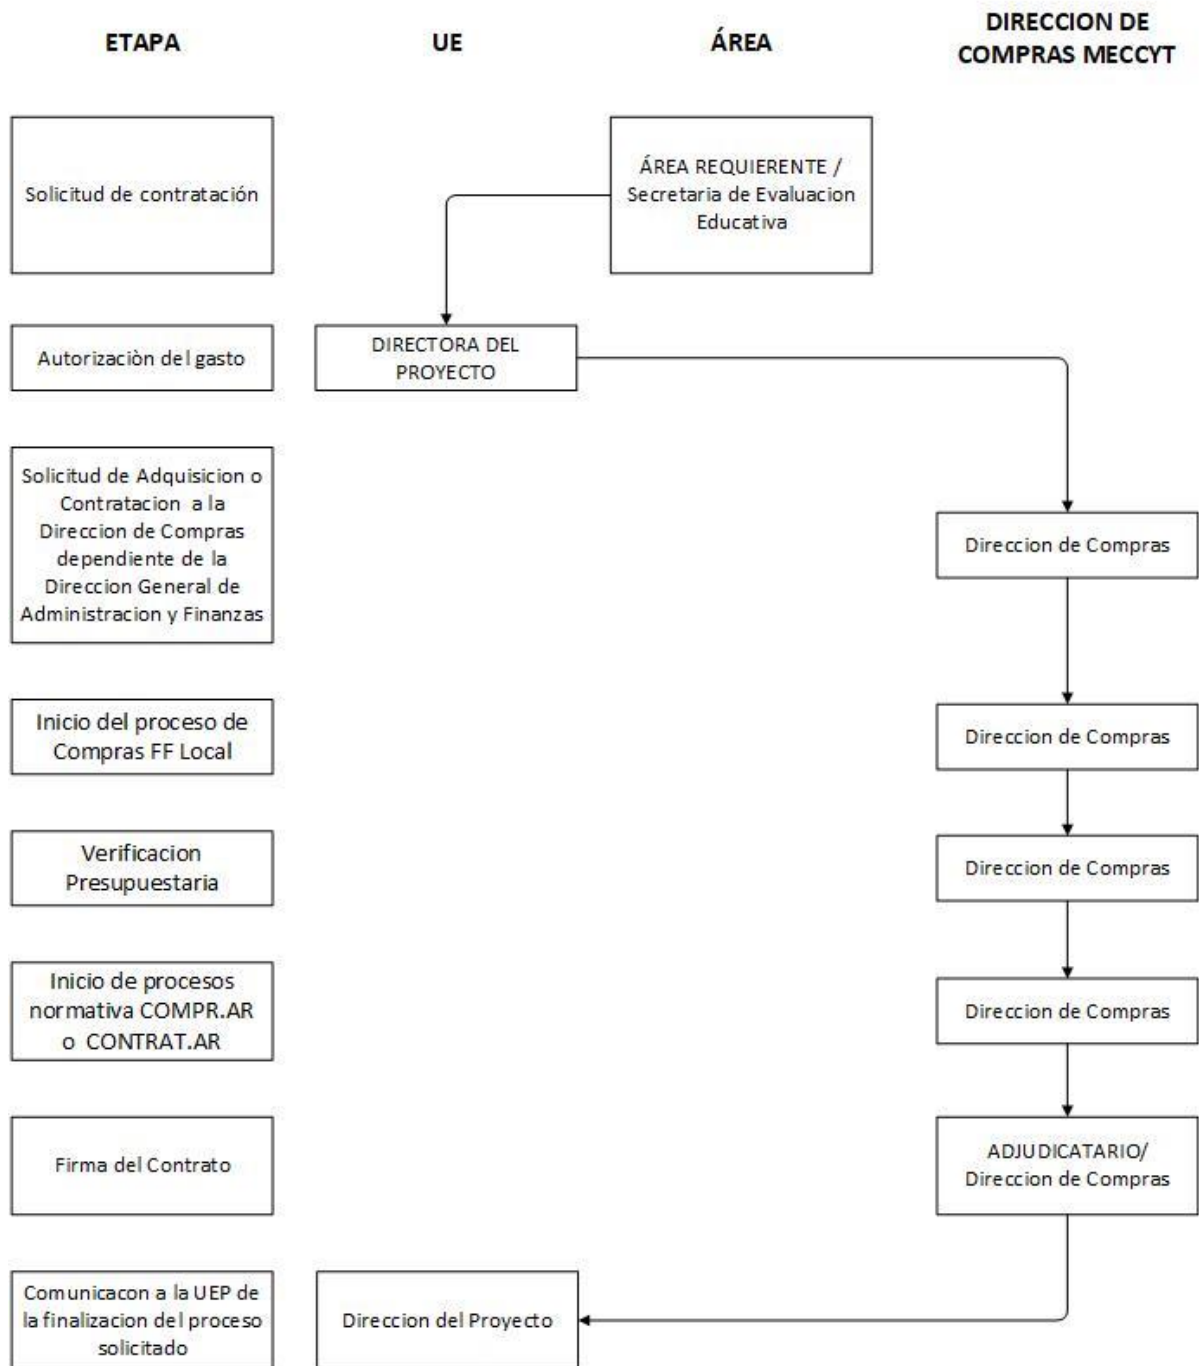 ETAPA
UE
ÁREA
DIRECCION DE
COMPRAS MECCYT
Solicitud de contratación
ÁREA REQUIERENTE /
Secretaria de Evaluacion
Educativa
Autorizaciòn del gasto
DIRECTORA DEL
PROYECTO
Solicitud de Adquisicion o
Contratacion a la
Direccion de Compras
dependiente de la
Direccion General de
Administracion y Finanzas
Direccion de Compras
Inicio del proceso de
Compras FF Local
Direccion de Compras
Verificacion
Presupuestaria
Direccion de Compras
Inicio de procesos
normativa COMPR.AR
o CONTRAT.AR
Direccion de Compras
Firma del Contrato
ADJUDICATARIO/
Direccion de Compras
Comunicacon a la UEP de
la finalizacion del proceso
solicitado
Direccion del Proyecto